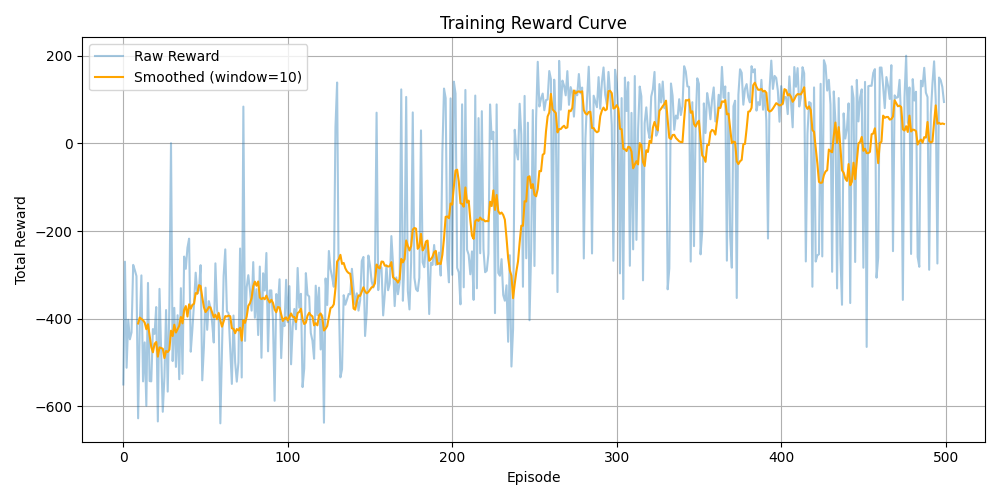 Training Reward Curve
Raw Reward
Smoothed (window=10)
Total Reward
200
0
−200
−400
−600
0
100
200
300
400
500
Episode